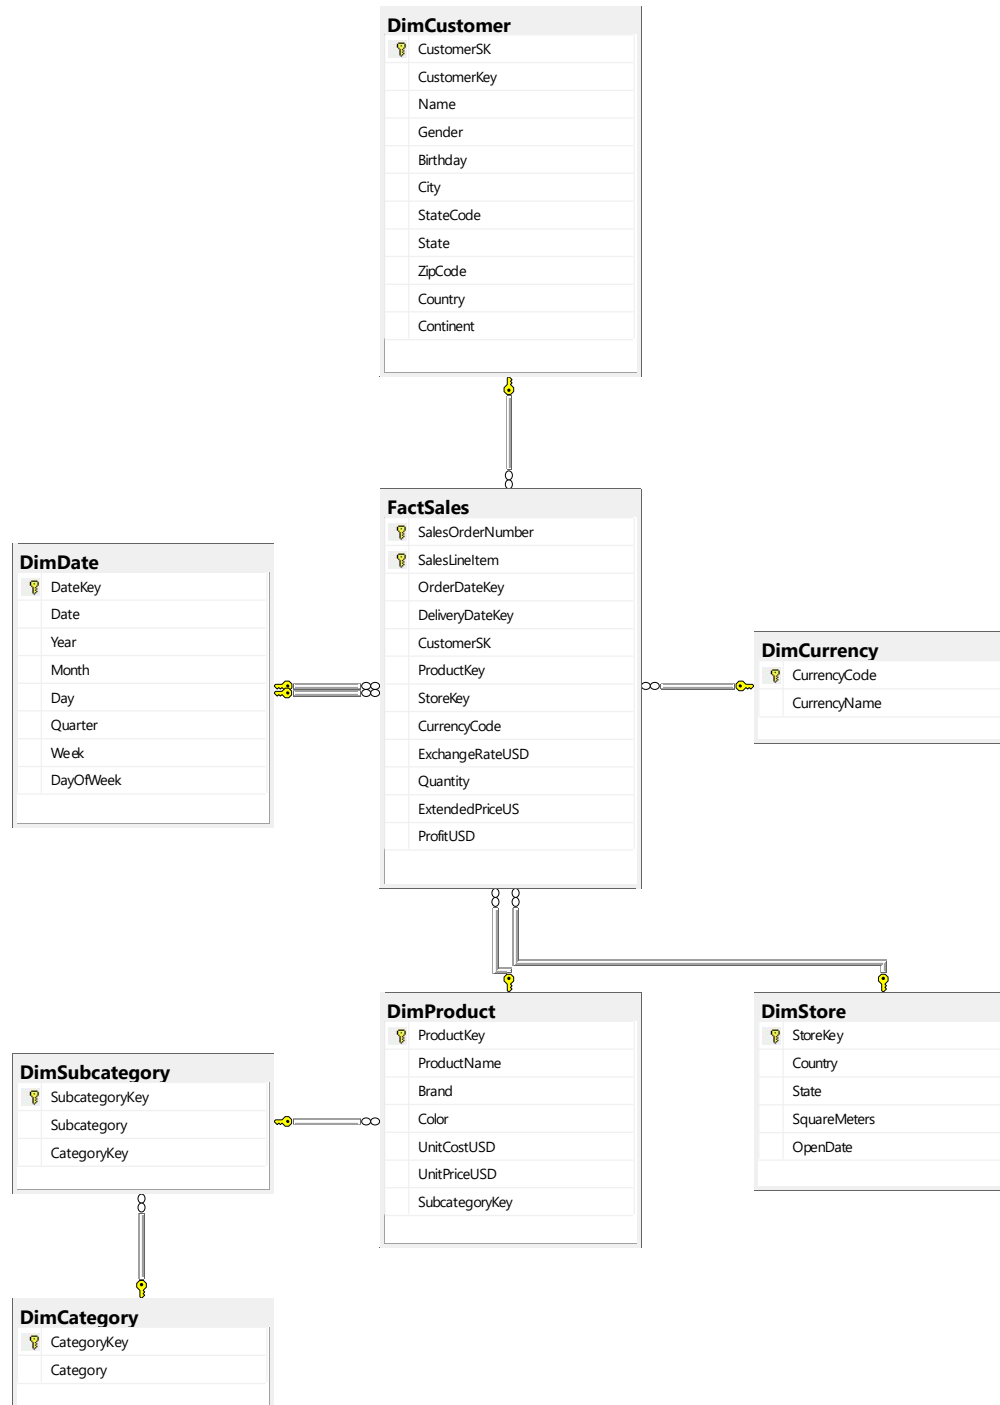 DimCustomer
CustomerSK
CustomerKey
Name
Gender
Birthday
City
StateCode
State
ZipCode
Country
Continent
FactSales
SalesOrderNumber
SalesLineItem
OrderDateKey
DeliveryDateKey
CustomerSK
ProductKey
StoreKey
CurrencyCode
ExchangeRateUSD
Quantity
ExtendedPriceUS
ProfitUSD
DimDate
DateKey
Date
Year
Month
Day
Quarter
Week
DayOfWeek
DimCurrency
CurrencyCode
CurrencyName
DimProduct
ProductKey
ProductName
Brand
Color
UnitCostUSD
UnitPriceUSD
SubcategoryKey
DimStore
StoreKey
Country
State
SquareMeters
OpenDate
DimSubcategory
SubcategoryKey
Subcategory
CategoryKey
DimCategory
CategoryKey
Category